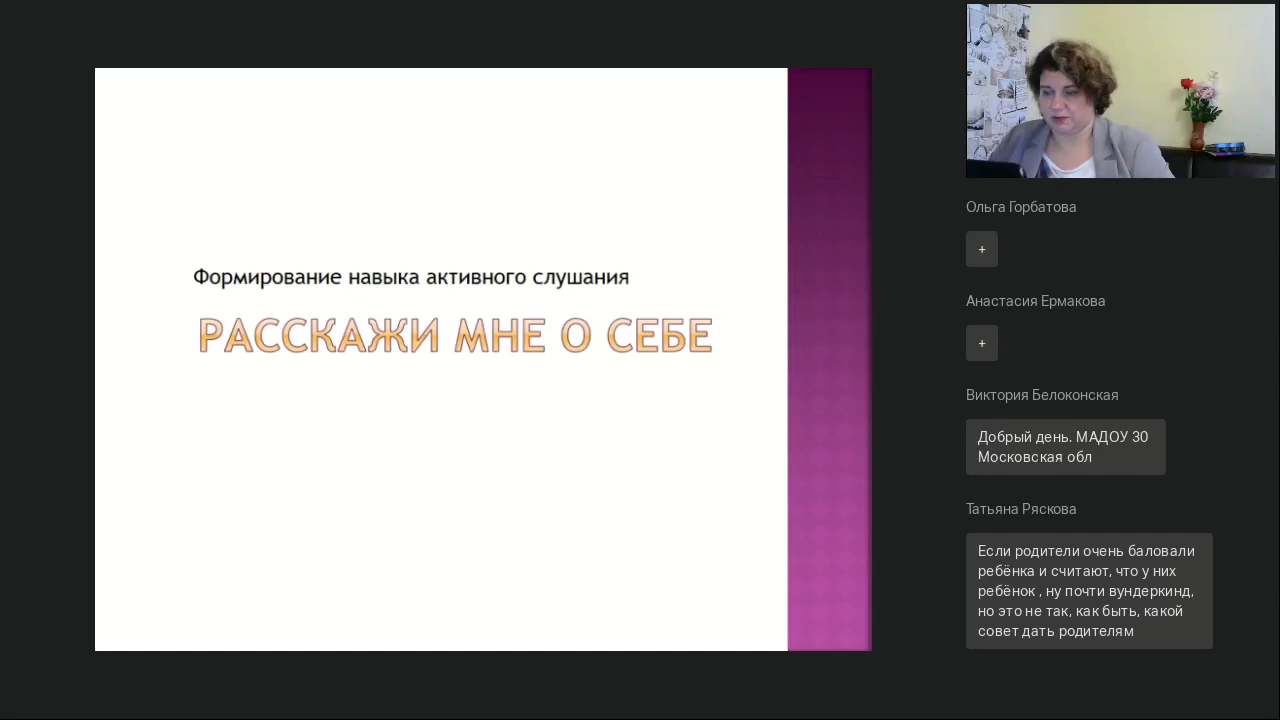 Формирование навыка активного слушания
РАССКАЖИ МНЕ О СЕБЕ
Ольга Горбатова
+
Анастасия Ермакова
+
Виктория Белоконская
Добрый день. МАДОУ 30
Московская обл
Татьяна Ряскова
Если родители очень баловали
ребёнка и считают, что у них
ребёнок , ну почти вундеркинд,
но это не так, как быть, какой
совет дать родителям